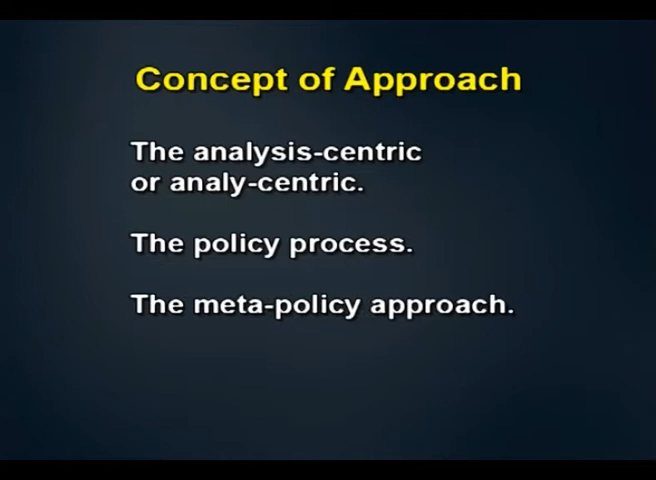 Concept of Approach
The analysis-centric
or analy-centric.
The policy process.
The meta-policy approach.